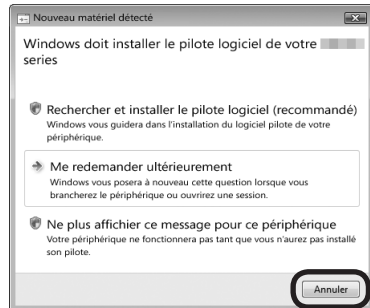 Nouveau matériel détecté
Windows doit installer le pilote logiciel de votre
series
Rechercher et installer le pilote logiciel (recommandé)
Windows vous guidera dans l'installation du logiciel pilote de votre
périphérique.
Me redemander ultérieurement
Windows vous posera à nouveau cette question lorsque vous
brancherez le périphérique ou ouvrirez une session.
Ne plus afficher ce message pour ce périphérique
Votre périphérique ne fonctionnera pas tant que vous n'aurez pas installé
son pilote.
Annuler